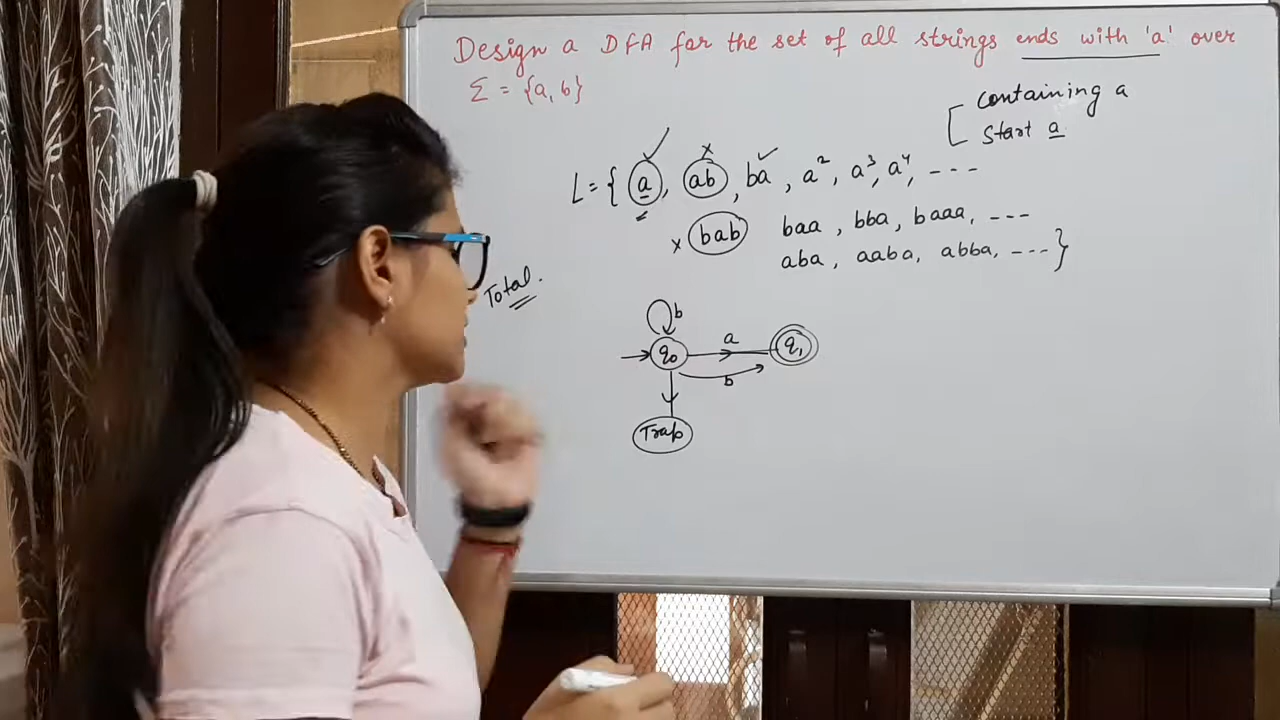 Design a DFA for the set of all strings ends with 'a' over
Σ = {a, b}
containing a
Start a
L = { a, ab, ba, a², a³, a⁴, ---
x bab baa, bba, baaa, ---
aba, aaba, abba, --- }
Total.
b
q₀ a q₁
b
Trap